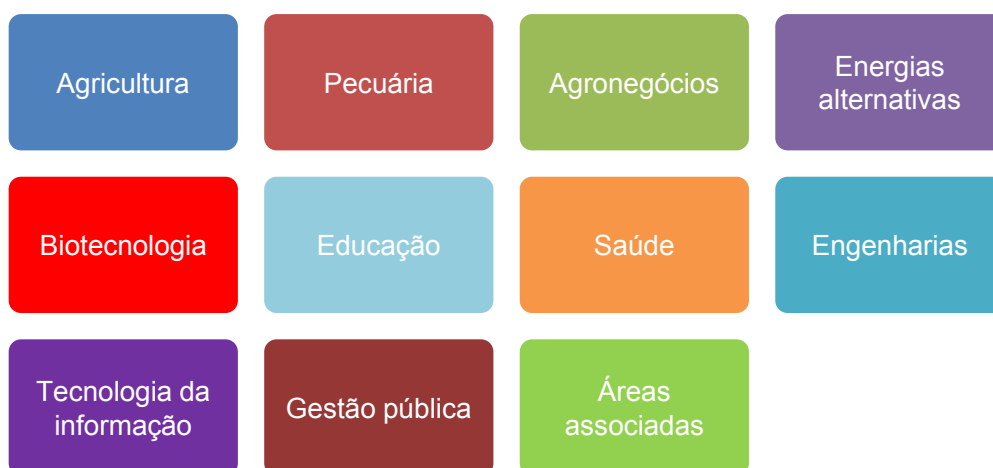 Agricultura
Pecuária
Agronegócios
Energias
alternativas
Biotecnologia
Educação
Saúde
Engenharias
Tecnologia da
informação
Gestão pública
Áreas
associadas